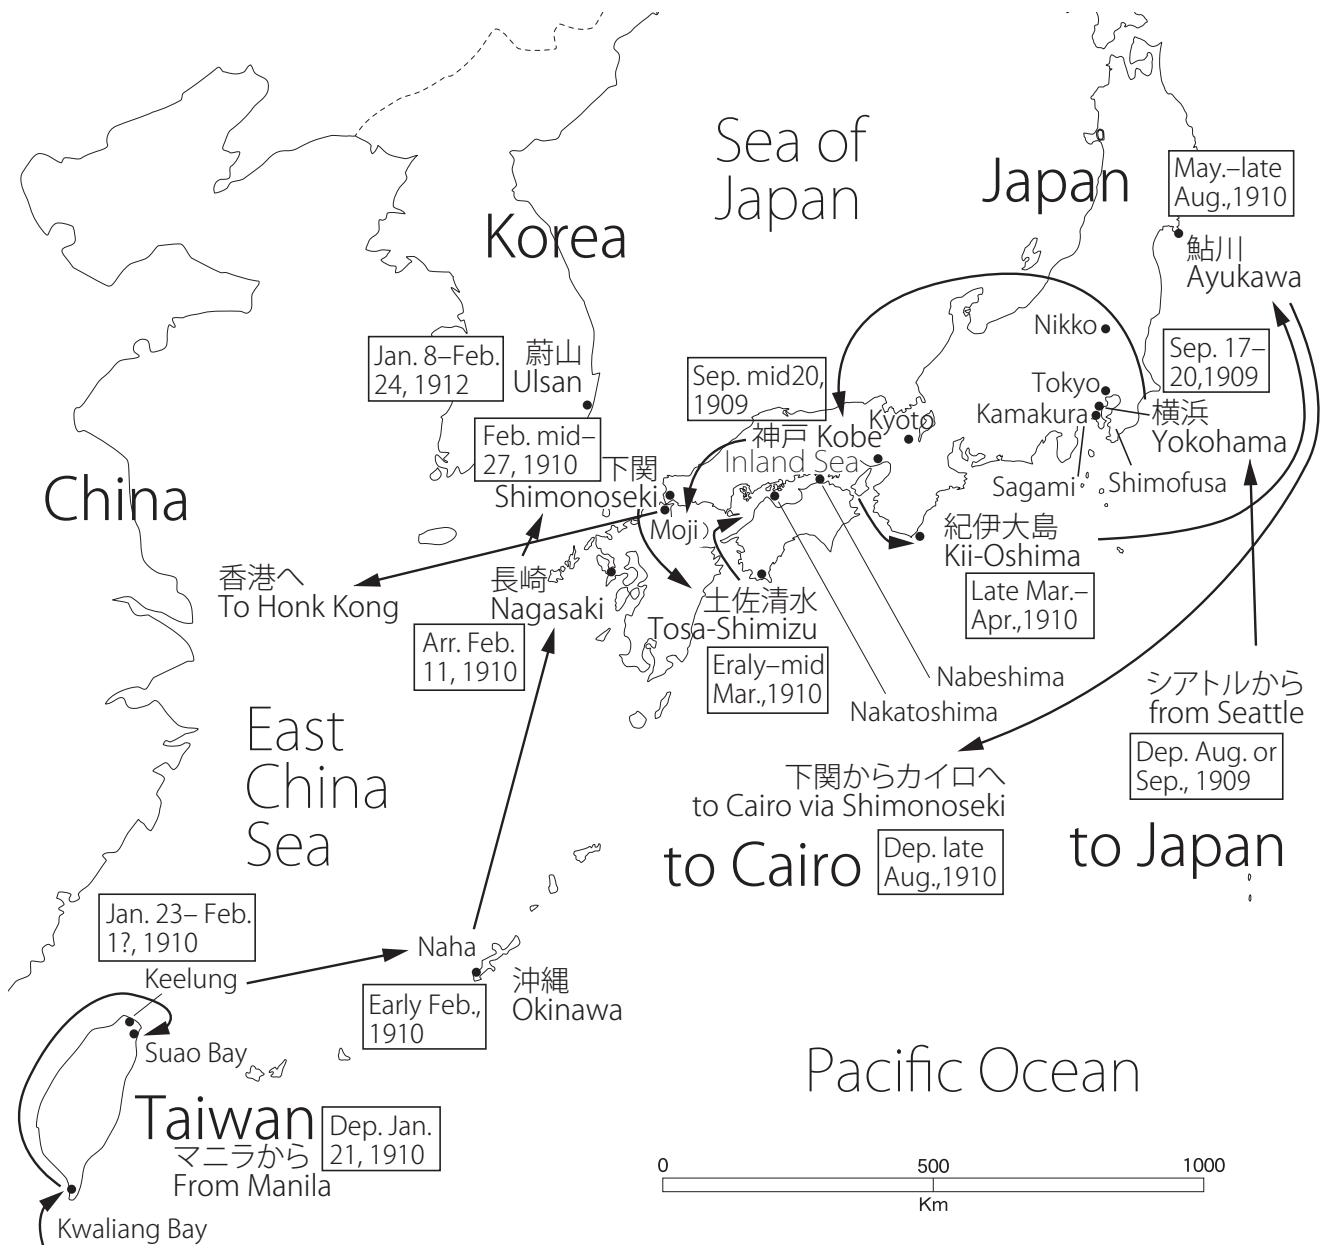 Sea of
Japan
Japan
May.–late
Aug.,1910
鮎川
Ayukawa
Korea
Nikko
Sep. 17–
20,1909
Jan. 8–Feb.
24, 1912
蔚山
Ulsan
Sep. mid20,
1909
Tokyo
Kamakura
横浜
Yokohama
Kyoto
神戸 Kobe
Inland Sea
Feb. mid–
27, 1910
下関
Shimonoseki
China
Sagami
Shimofusa
Moji
紀伊大島
Kii-Oshima
香港へ
To Honk Kong
長崎
Nagasaki
土佐清水
Tosa-Shimizu
Late Mar.–
Apr.,1910
Arr. Feb.
11, 1910
Eraly–mid
Mar.,1910
Nabeshima
Nakatoshima
シアトルから
from Seattle
East
China
Sea
Dep. Aug. or
Sep., 1909
下関からカイロへ
to Cairo via Shimonoseki
to Cairo
Dep. late
Aug.,1910
to Japan
Jan. 23– Feb.
1?, 1910
Naha
Keelung
沖縄
Okinawa
Early Feb.,
1910
Suao Bay
Pacific Ocean
Taiwan
Dep. Jan.
21, 1910
マニラから
From Manila
Kwaliang Bay
0
500
1000
Km